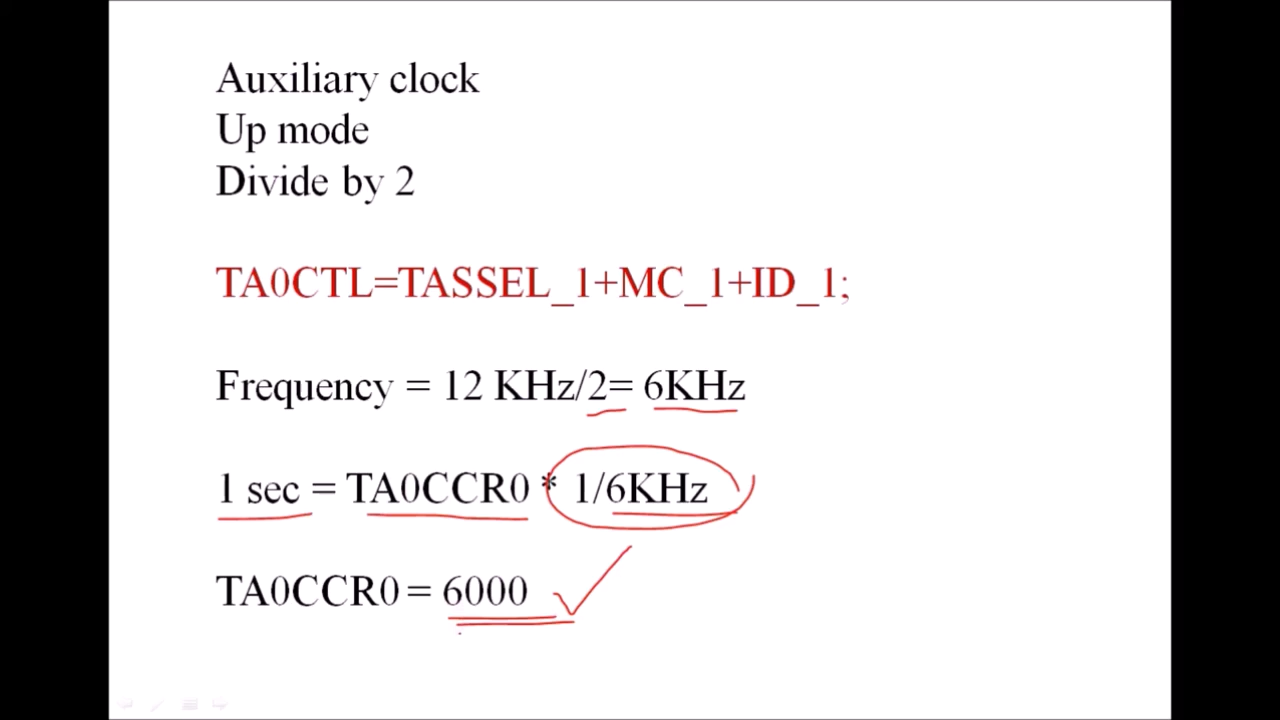 Auxiliary clock
Up mode
Divide by 2
TA0CTL=TASSEL_1+MC_1+ID_1;
Frequency = 12 KHz/2= 6KHz
1 sec = TA0CCR0 * 1/6KHz
TA0CCR0 = 6000